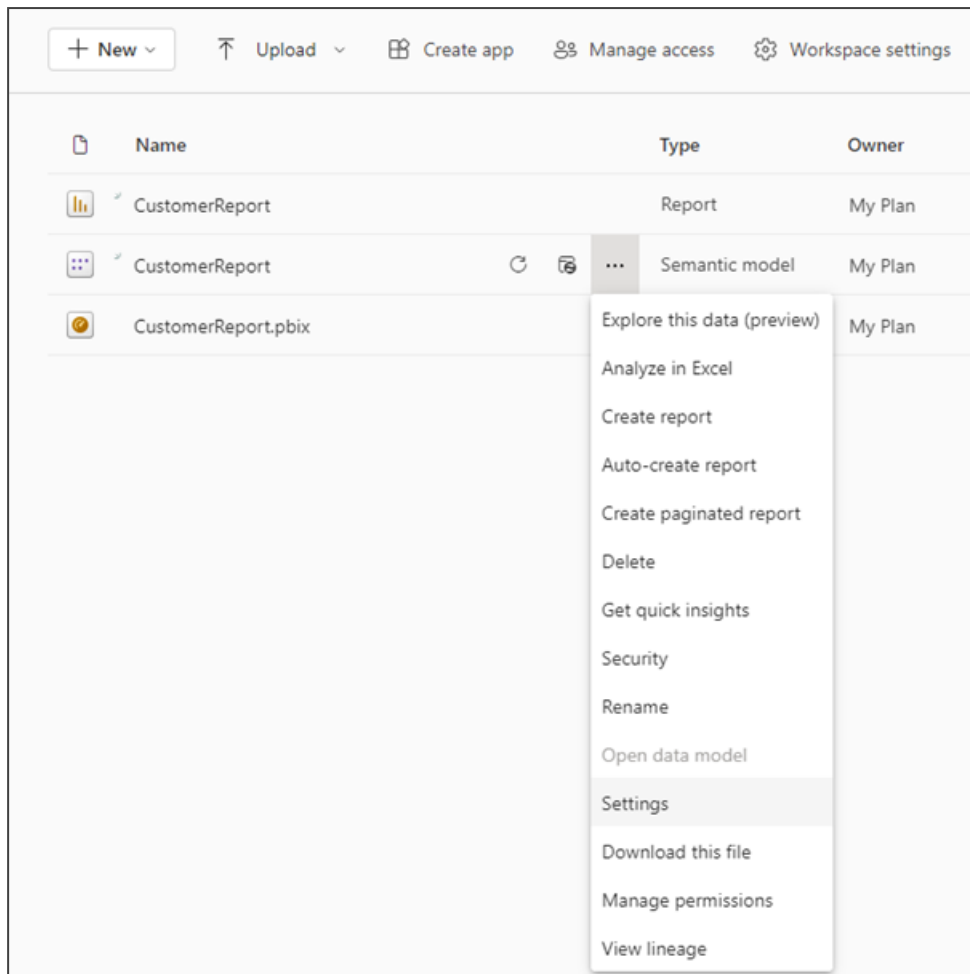 New Upload Create app Manage access Workspace settings
Name Type Owner
CustomerReport Report My Plan
CustomerReport Semantic model My Plan
CustomerReport.pbix My Plan
Explore this data (preview)
Analyze in Excel
Create report
Auto-create report
Create paginated report
Delete
Get quick insights
Security
Rename
Open data model
Settings
Download this file
Manage permissions
View lineage